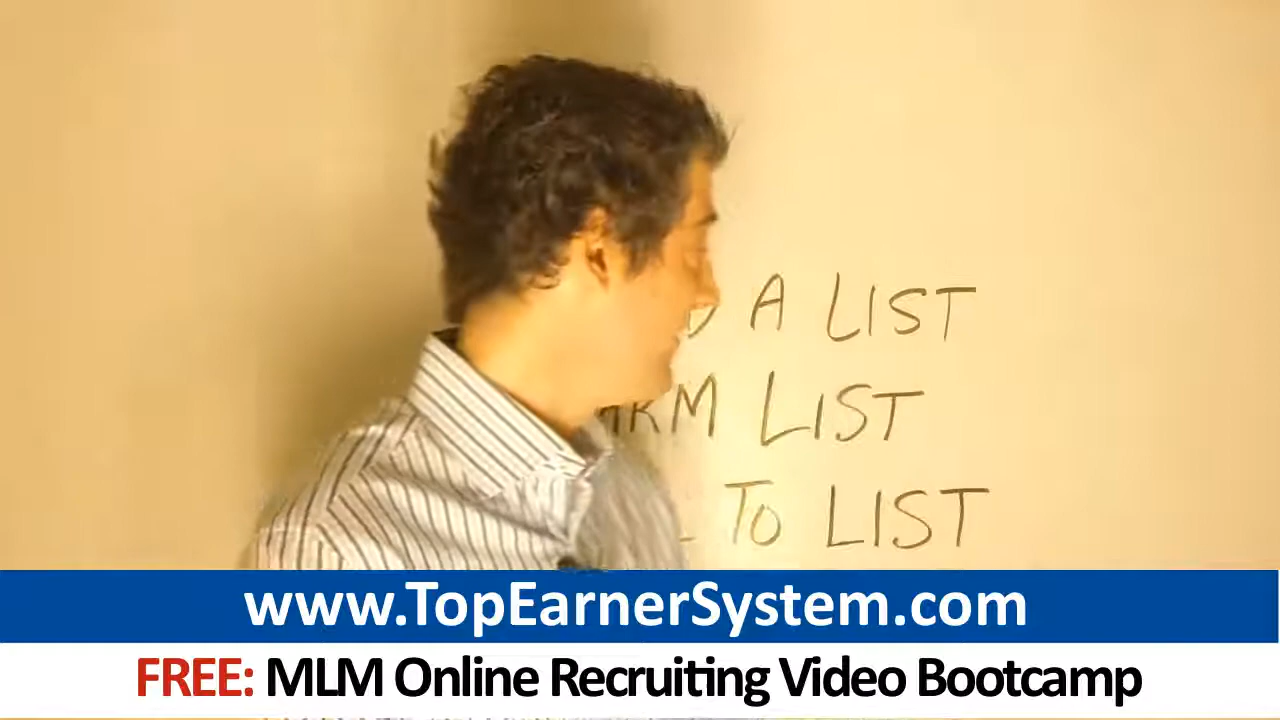 A LIST
LIST
TO LIST
www.TopEarnerSystem.com
FREE: MLM Online Recruiting Video Bootcamp